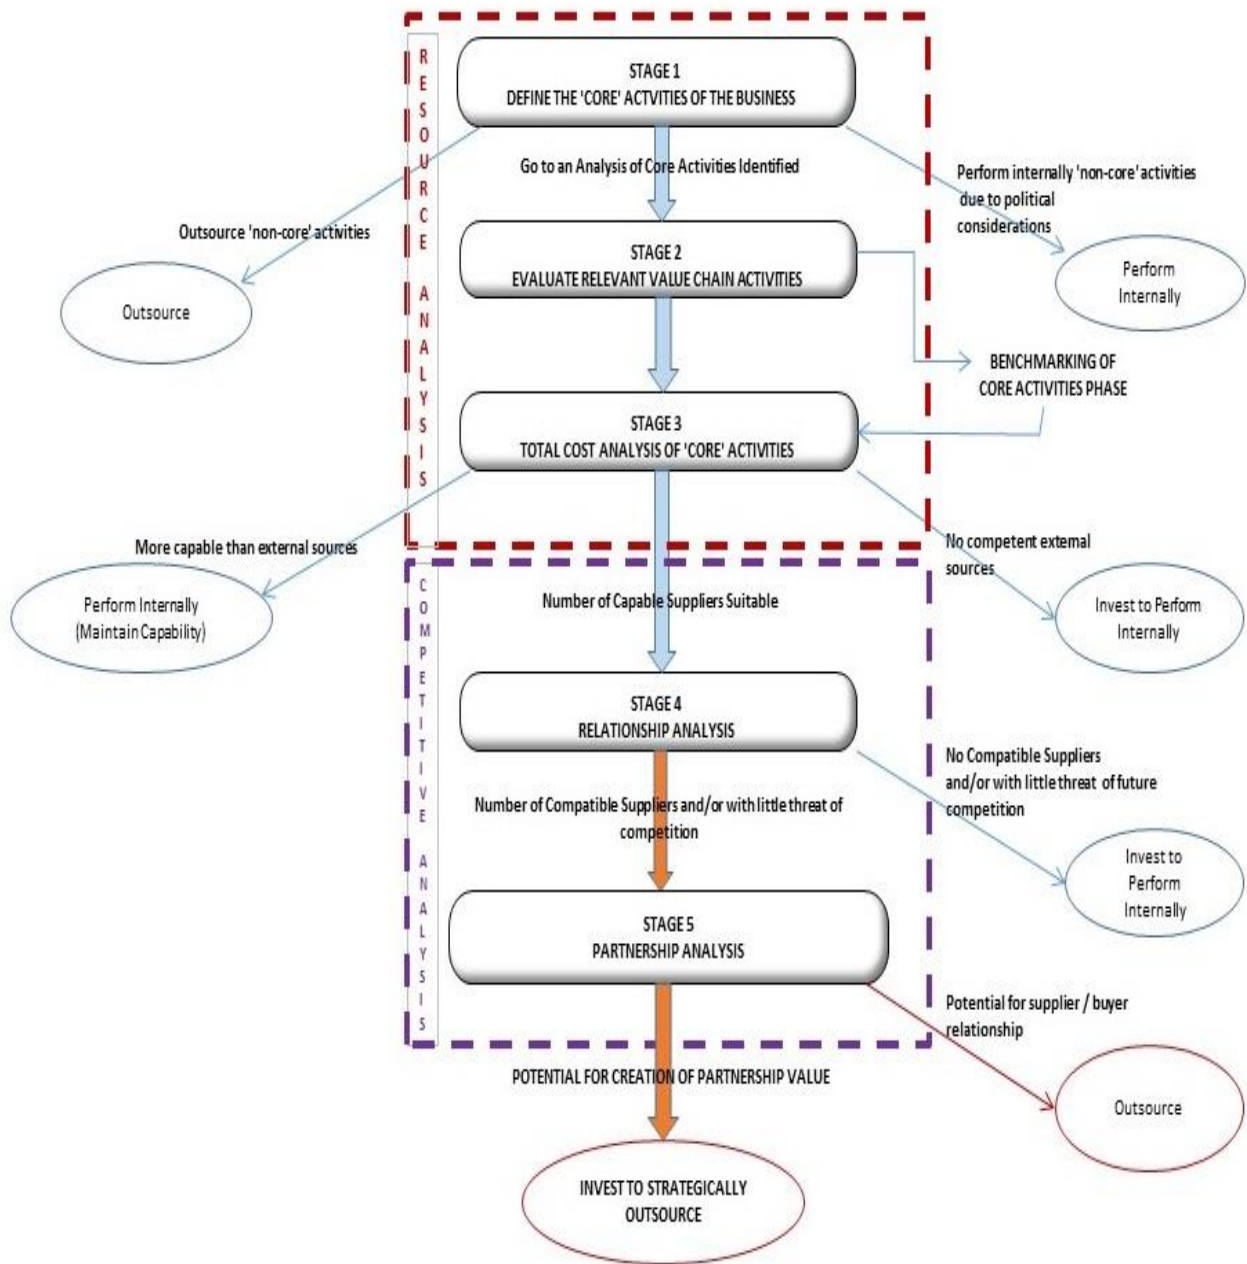 RESOURCE ANALYSIS
STAGE 1
DEFINE THE 'CORE' ACTVITIES OF THE BUSINESS
Go to an Analysis of Core Activities Identified
Perform internally 'non-core' activities
due to political
considerations
Outsource 'non-core' activities
STAGE 2
EVALUATE RELEVANT VALUE CHAIN ACTIVITIES
Perform
Internally
Outsource
BENCHMARKING OF
CORE ACTIVITIES PHASE
STAGE 3
TOTAL COST ANALYSIS OF 'CORE' ACTIVITIES
More capable than external sources
No competent external
sources
COMPETITIVE ANALYSIS
Perform Internally
(Maintain Capability)
Number of Capable Suppliers Suitable
Invest to Perform
Internally
STAGE 4
RELATIONSHIP ANALYSIS
No Compatible Suppliers
and/or with little threat of future
competition
Number of Compatible Suppliers and/or with little threat of
competition
Invest to
Perform
Internally
STAGE 5
PARTNERSHIP ANALYSIS
Potential for supplier / buyer
relationship
POTENTIAL FOR CREATION OF PARTNERSHIP VALUE
Outsource
INVEST TO STRATEGICALLY
OUTSOURCE